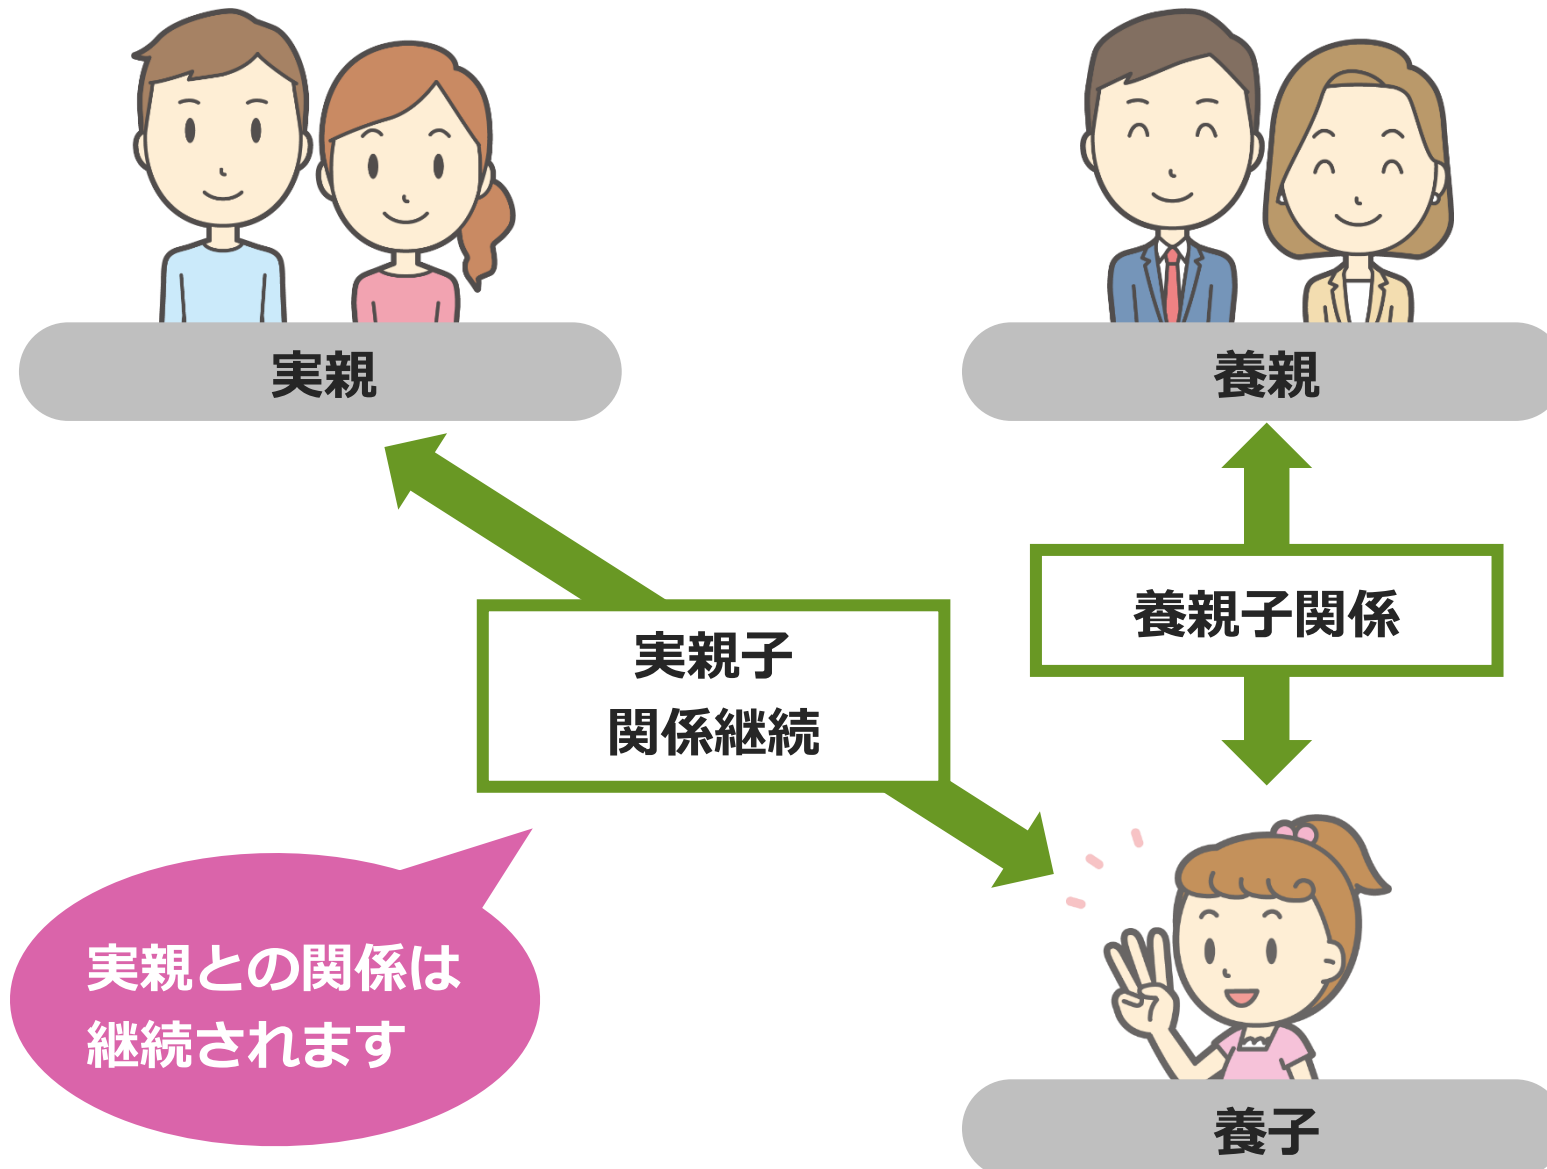 実親
養親
養親子関係
実親子
関係継続
実親との関係は
継続されます
養子